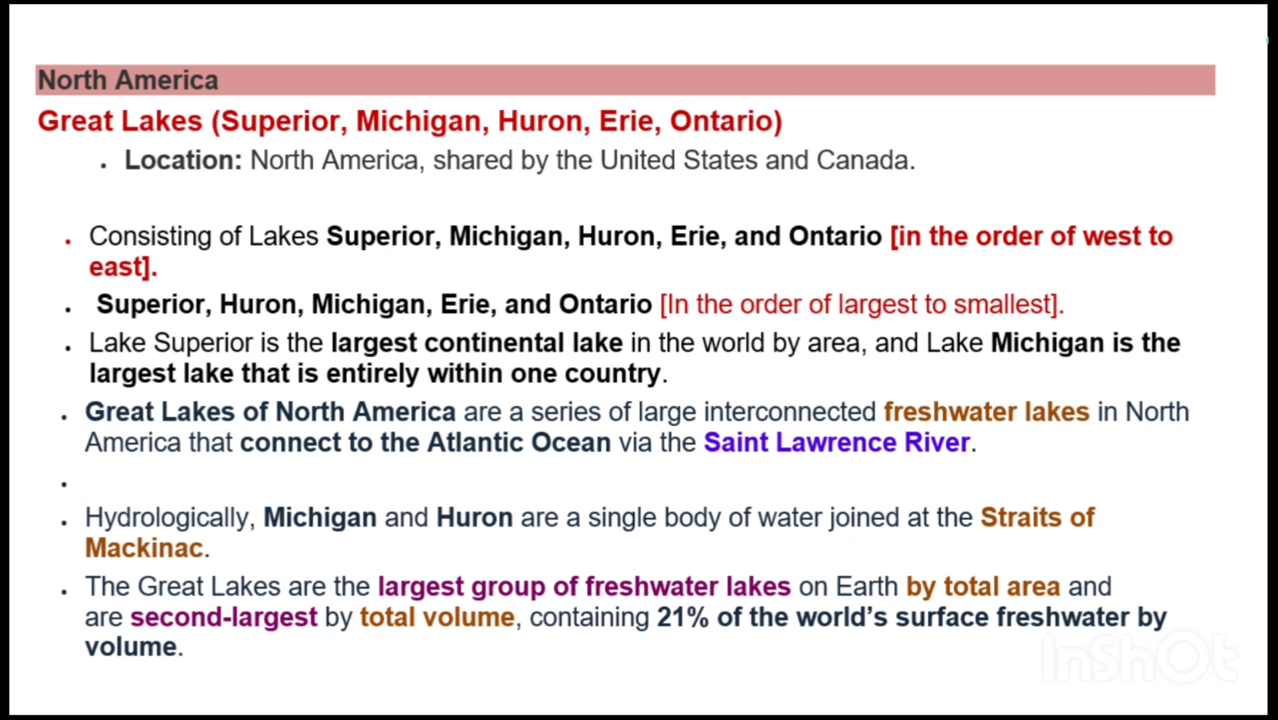 North America
Great Lakes (Superior, Michigan, Huron, Erie, Ontario)
• Location: North America, shared by the United States and Canada.
• Consisting of Lakes Superior, Michigan, Huron, Erie, and Ontario [in the order of west to
east].
• Superior, Huron, Michigan, Erie, and Ontario [In the order of largest to smallest].
• Lake Superior is the largest continental lake in the world by area, and Lake Michigan is the
largest lake that is entirely within one country.
• Great Lakes of North America are a series of large interconnected freshwater lakes in North
America that connect to the Atlantic Ocean via the Saint Lawrence River.
•
• Hydrologically, Michigan and Huron are a single body of water joined at the Straits of
Mackinac.
• The Great Lakes are the largest group of freshwater lakes on Earth by total area and
are second-largest by total volume, containing 21% of the world’s surface freshwater by
volume.
InShOt